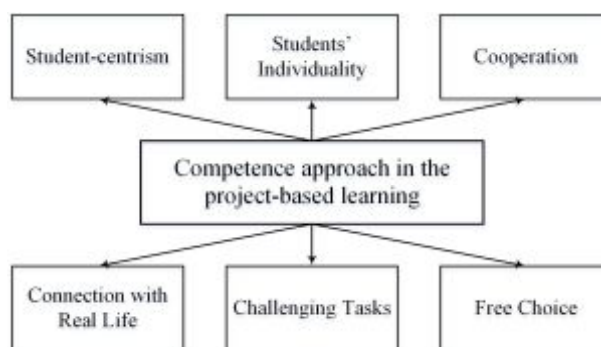 Student-centrism
Students'
Individuality
Cooperation
Competence approach in the
project-based learning
Connection with
Real Life
Challenging Tasks
Free Choice